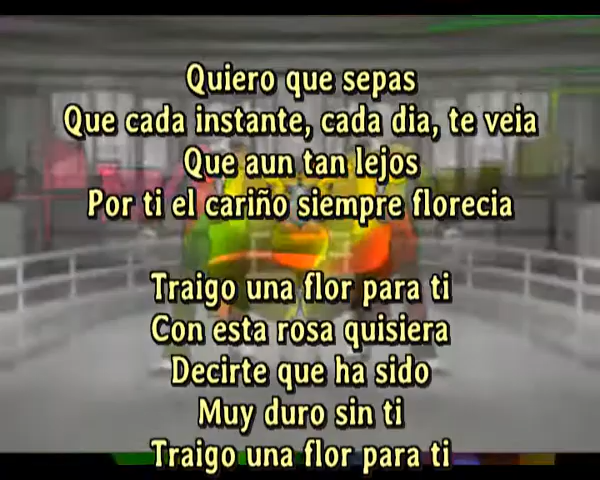 Quiero que sepas
Que cada instante, cada dia, te veia
Que aun tan lejos
Por ti el cariño siempre florecia
Traigo una flor para ti
Con esta rosa quisiera
Decirte que ha sido
Muy duro sin ti
Traigo una flor para ti